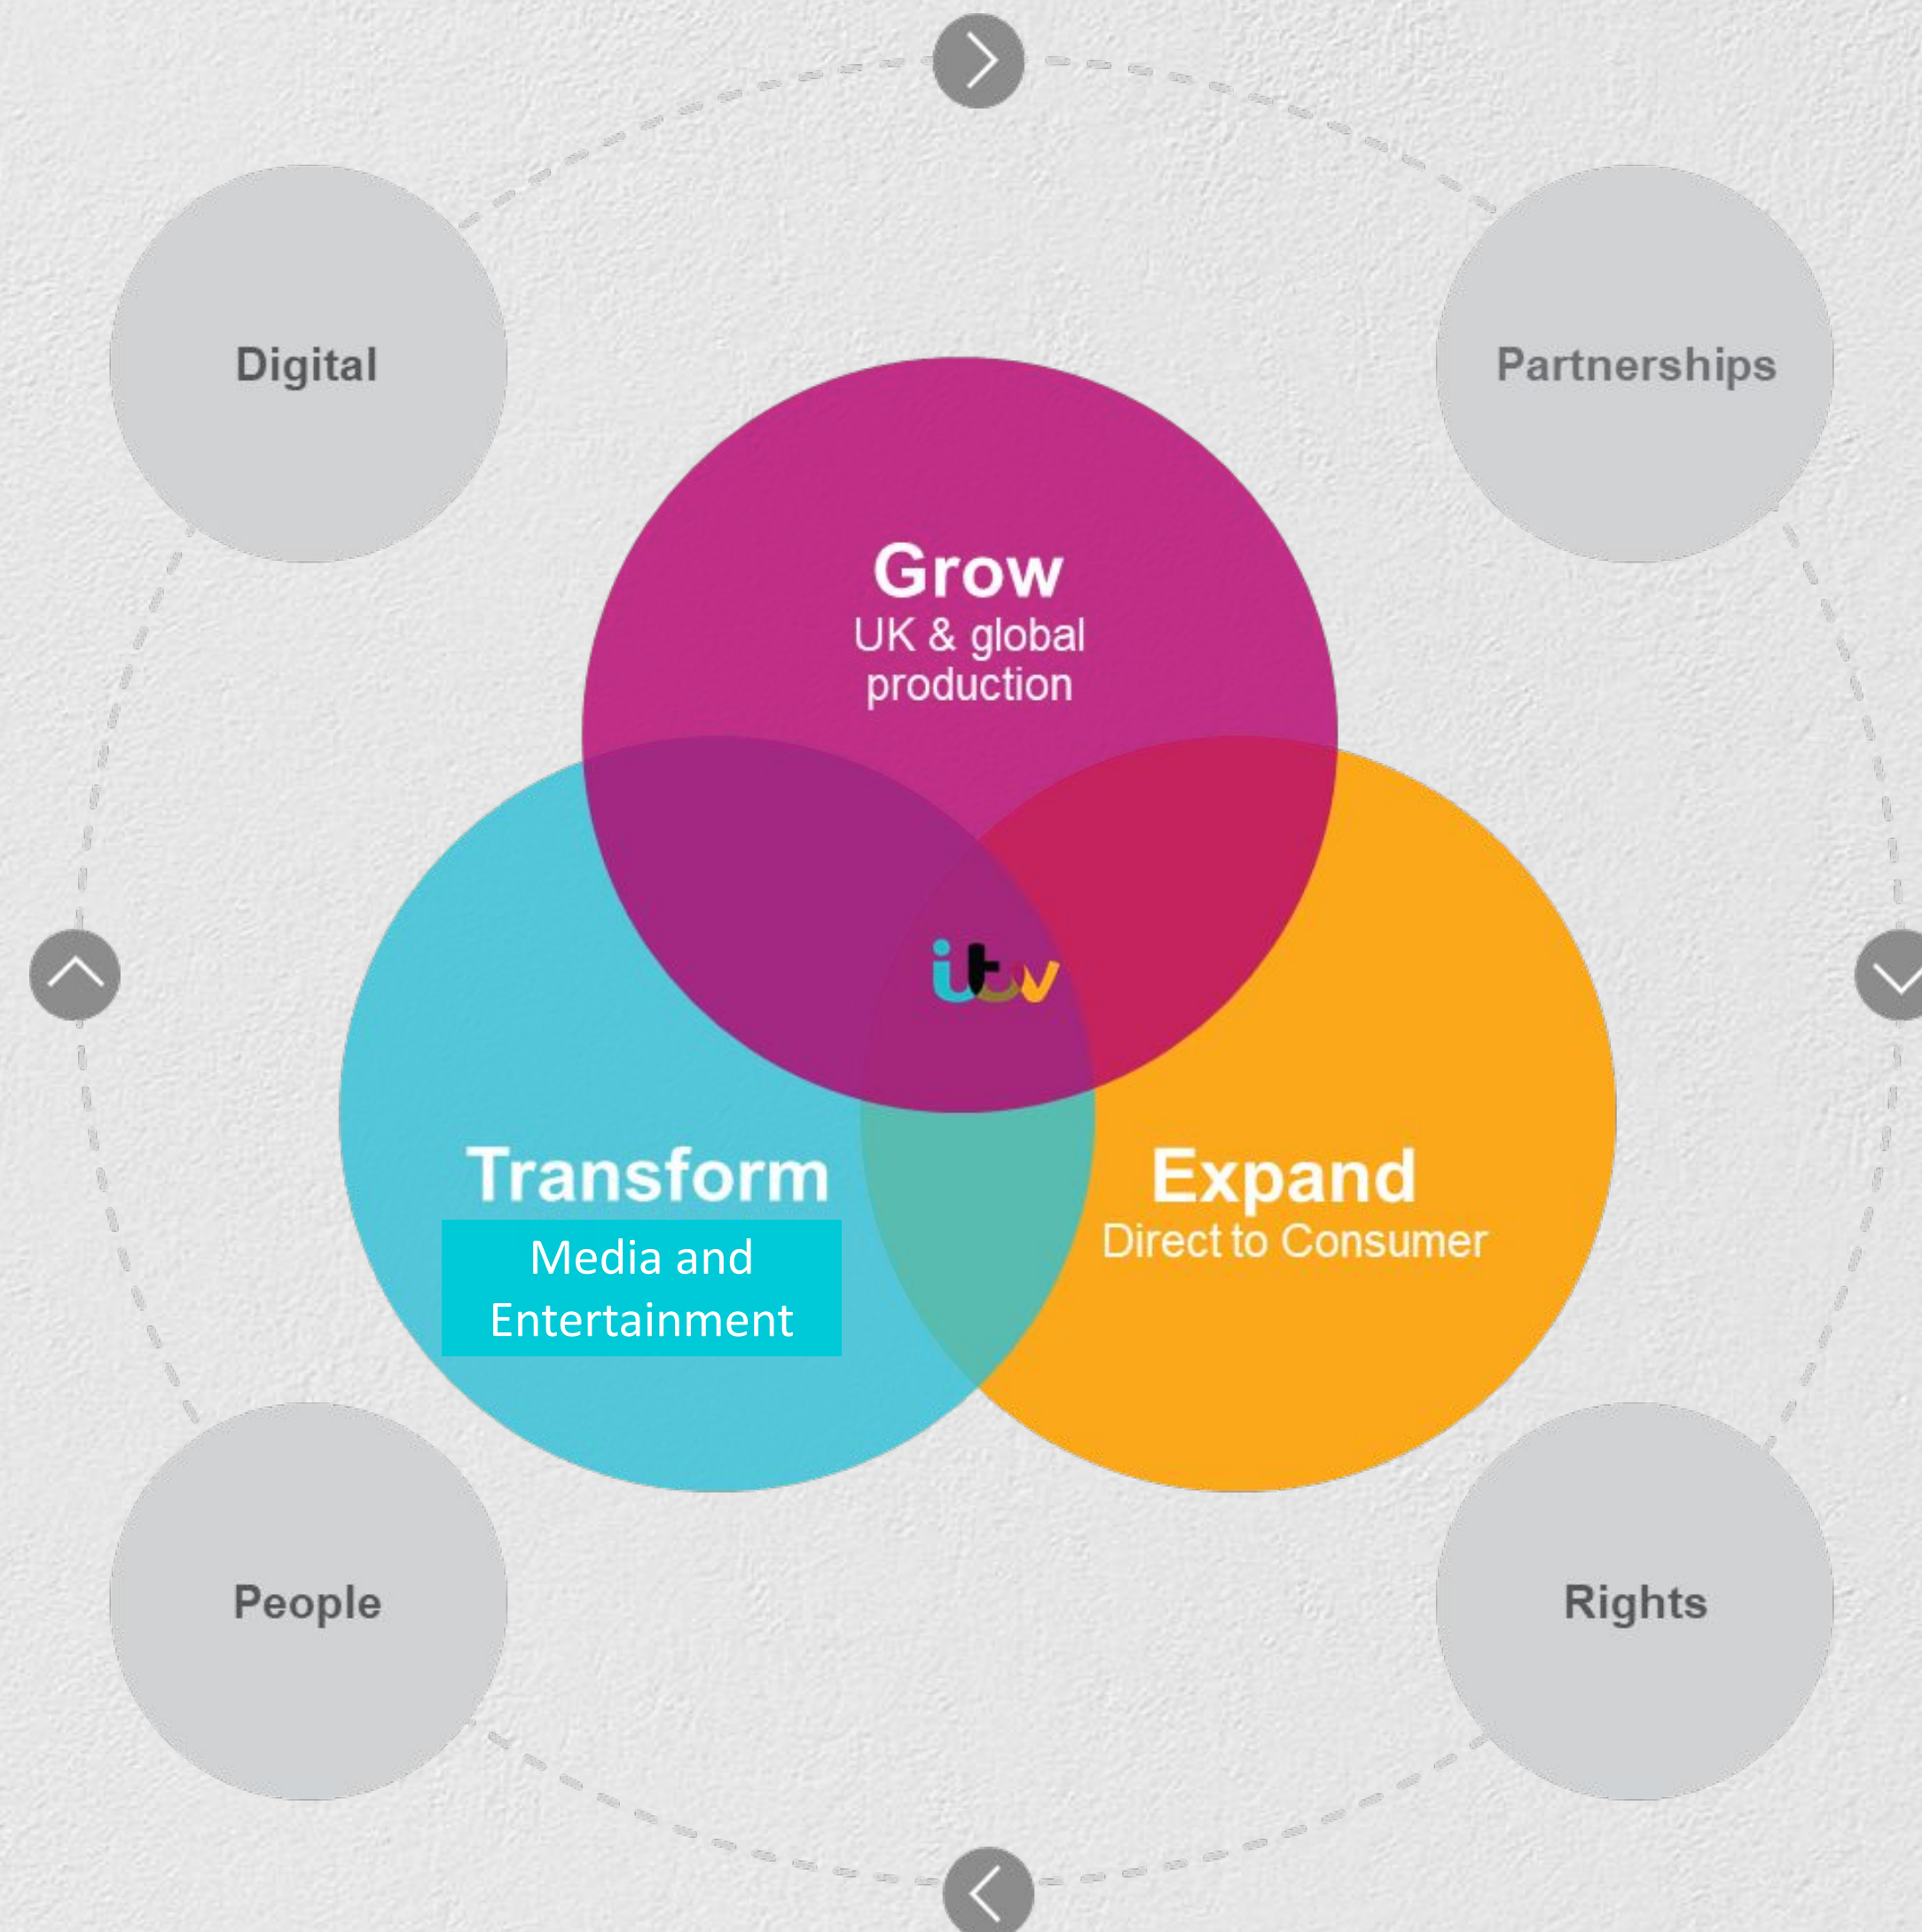 Digital
Partnerships
Grow
UK & global
production
itv
Transform
Media and
Entertainment
Expand
Direct to Consumer
People
Rights